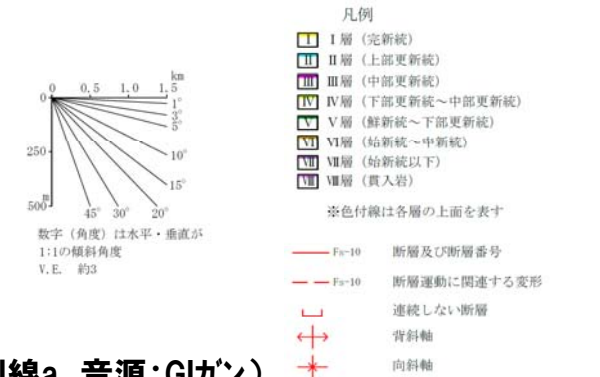 km
0 0.5 1.0 1.5
0
1°
3°
5°
10°
250
15°
m
500
45° 30° 20°
数字（角度）は水平・垂直が
1:1の傾斜角度
V.E. 約3
凡例
I I層（完新統）
II II層（上部更新統）
III III層（中部更新統）
IV IV層（下部更新統～中部更新統）
V V層（鮮新統～下部更新統）
VI VI層（始新統～中新統）
VII VII層（始新統以下）
VIII VIII層（貫入岩）
※色付線は各層の上面を表す
Fs-10 断層及び断層番号
Fs-10 断層運動に関連する変形
連続しない断層
背斜軸
向斜軸
線a 音源：GIガン）